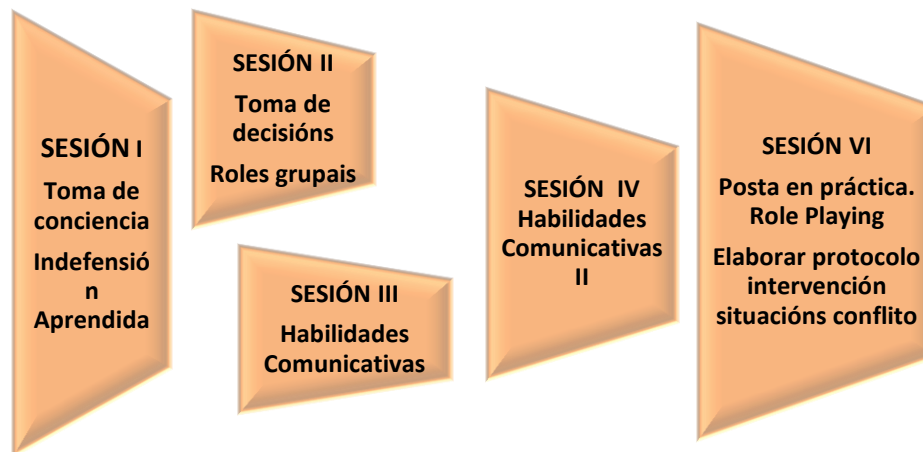 SESIÓN I
Toma de
conciencia
Indefensió
n
Aprendida
SESIÓN II
Toma de
decisións
Roles grupais
SESIÓN III
Habilidades
Comunicativas
SESIÓN IV
Habilidades
Comunicativas
II
SESIÓN VI
Posta en práctica.
Role Playing
Elaborar protocolo
intervención
situacións conflito